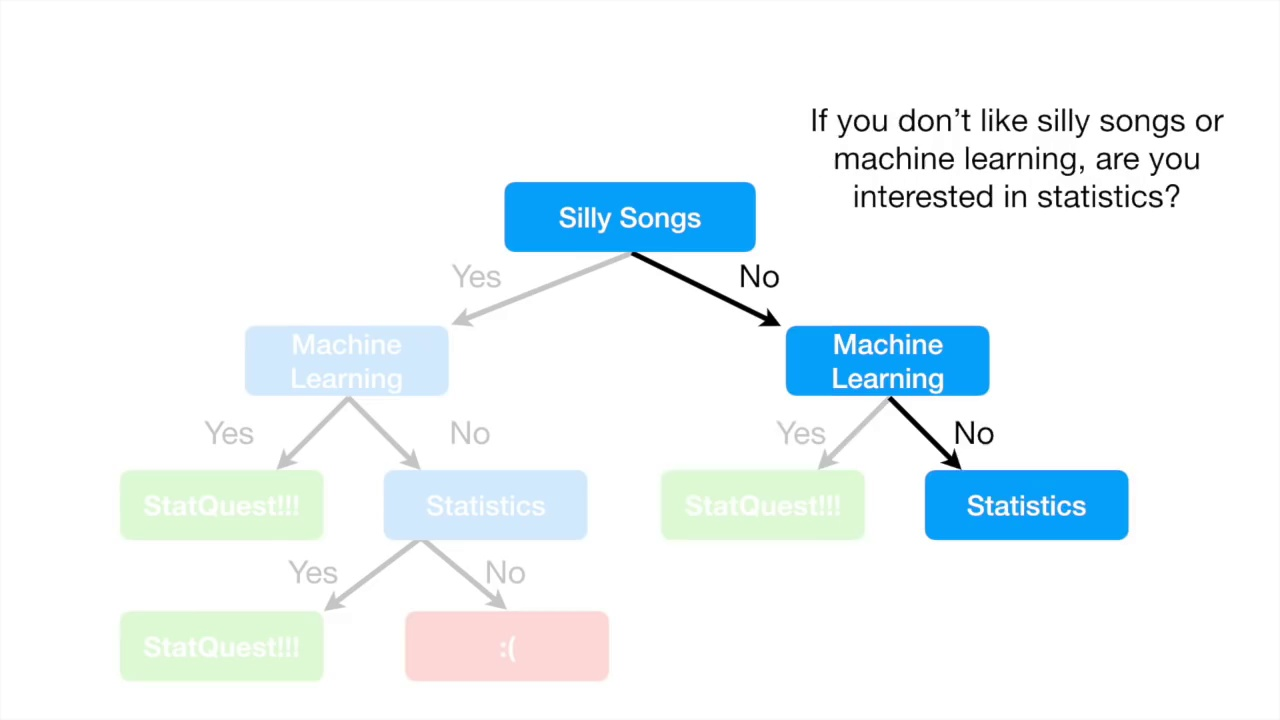 If you don't like silly songs or
machine learning, are you
interested in statistics?
Silly Songs
Yes
No
Machine
Learning
Machine
Learning
Yes
No
Yes
No
StatQuest!!!
Statistics
StatQuest!!!
Statistics
Yes
No
StatQuest!!!
:(